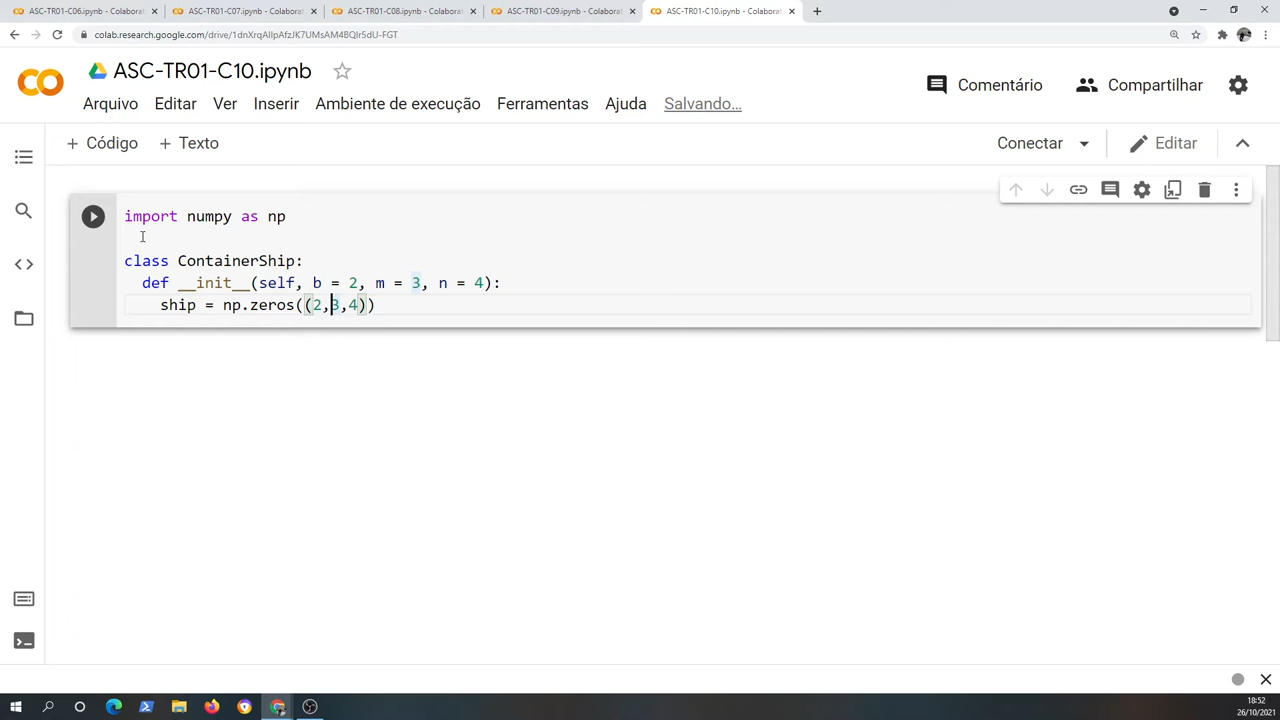 ASC-TR01-C06.ipynb - Colaborat
ASC-TR01-C07.ipynb - Colaborat
ASC-TR01-C08.ipynb - Colaborat
ASC-TR01-C09.ipynb - Colaborat
ASC-TR01-C10.ipynb - Colaborat
colab.research.google.com/drive/1dnXrqAIlpAfzJK7UMsAM4BQIrSdU-FGT
ASC-TR01-C10.ipynb
Comentário
Compartilhar
Arquivo Editar Ver Inserir Ambiente de execução Ferramentas Ajuda Salvando...
+ Código + Texto
Conectar
Editar
import numpy as np
class ContainerShip:
def __init__(self, b = 2, m = 3, n = 4):
ship = np.zeros((2,3,4))
18:52
26/10/2021